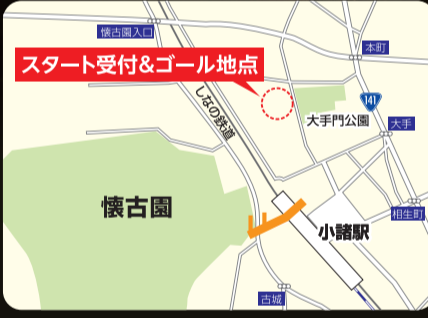 懐古園入口
本町
スタート受付&ゴール地点
しなの鉄道
141
大手門公園
大手
懐古園
相生町
小諸駅
古城